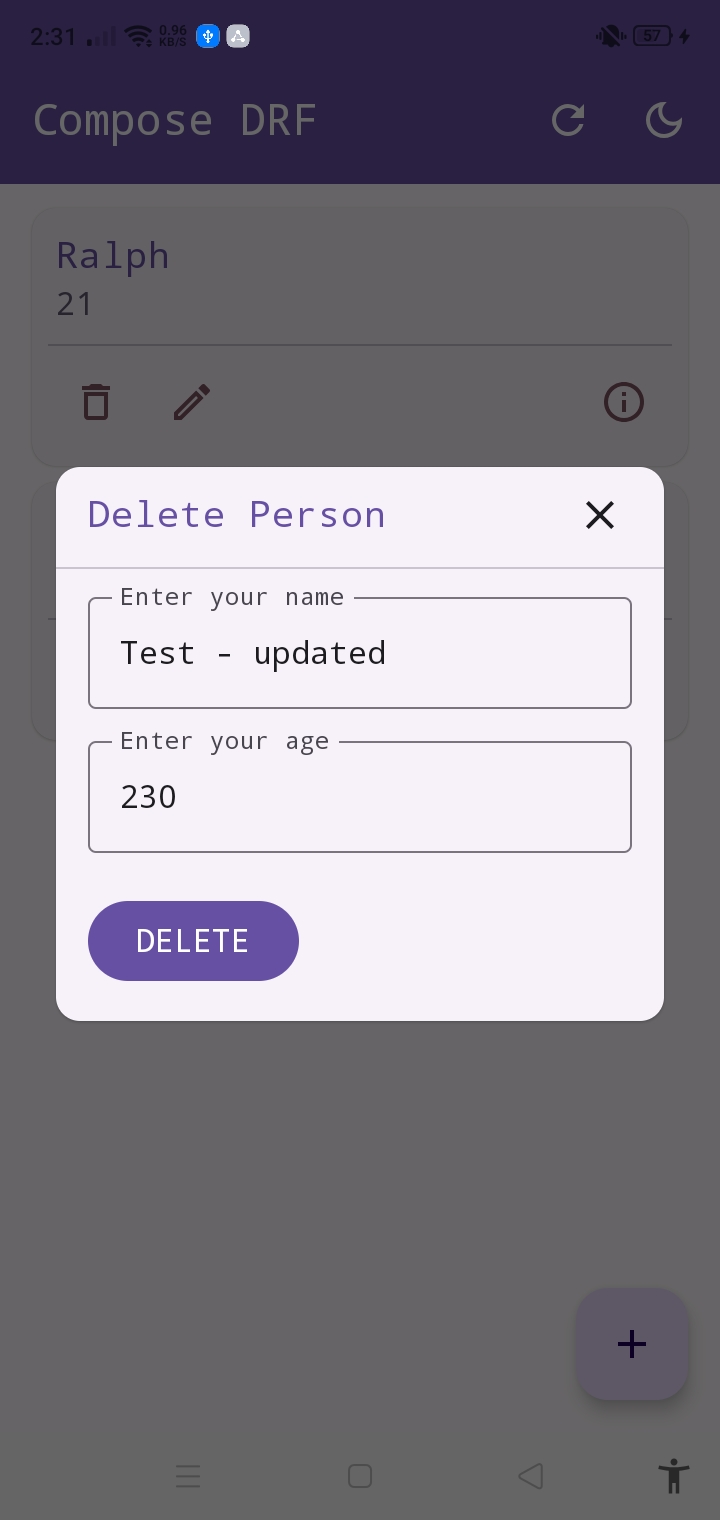 2:31
0.96
KB/S
57
Compose DRF
Ralph
21
Delete Person
Enter your name
Test - updated
Enter your age
230
DELETE